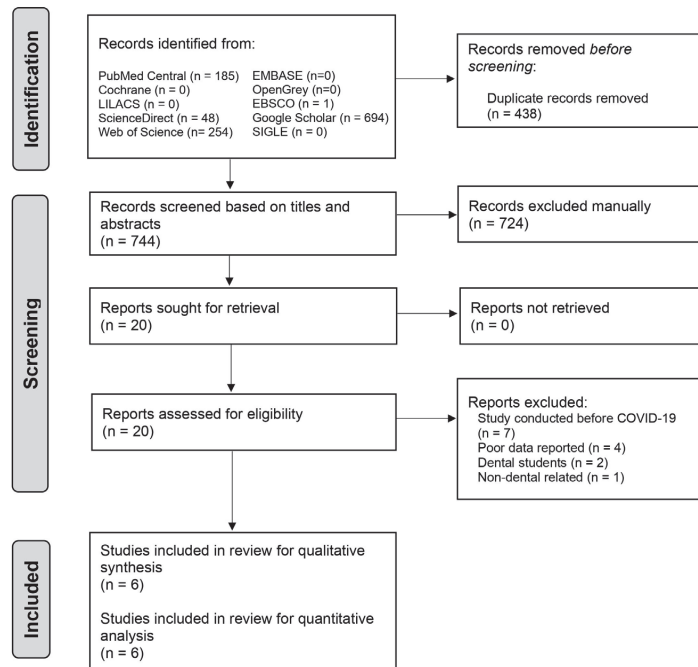 Identification
Records identified from:
PubMed Central (n = 185)
Cochrane (n = 0)
LILACS (n = 0)
ScienceDirect (n = 48)
Web of Science (n= 254)
EMBASE (n=0)
OpenGrey (n=0)
EBSCO (n = 1)
Google Scholar (n = 694)
SIGLE (n = 0)
Records removed before
screening:
Duplicate records removed
(n = 438)
Screening
Records screened based on titles and
abstracts
(n = 744)
Records excluded manually
(n = 724)
Reports sought for retrieval
(n = 20)
Reports not retrieved
(n = 0)
Reports assessed for eligibility
(n = 20)
Reports excluded:
Study conducted before COVID-19
(n = 7)
Poor data reported (n = 4)
Dental students (n = 2)
Non-dental related (n = 1)
Included
Studies included in review for qualitative
synthesis
(n = 6)
Studies included in review for quantitative
analysis
(n = 6)